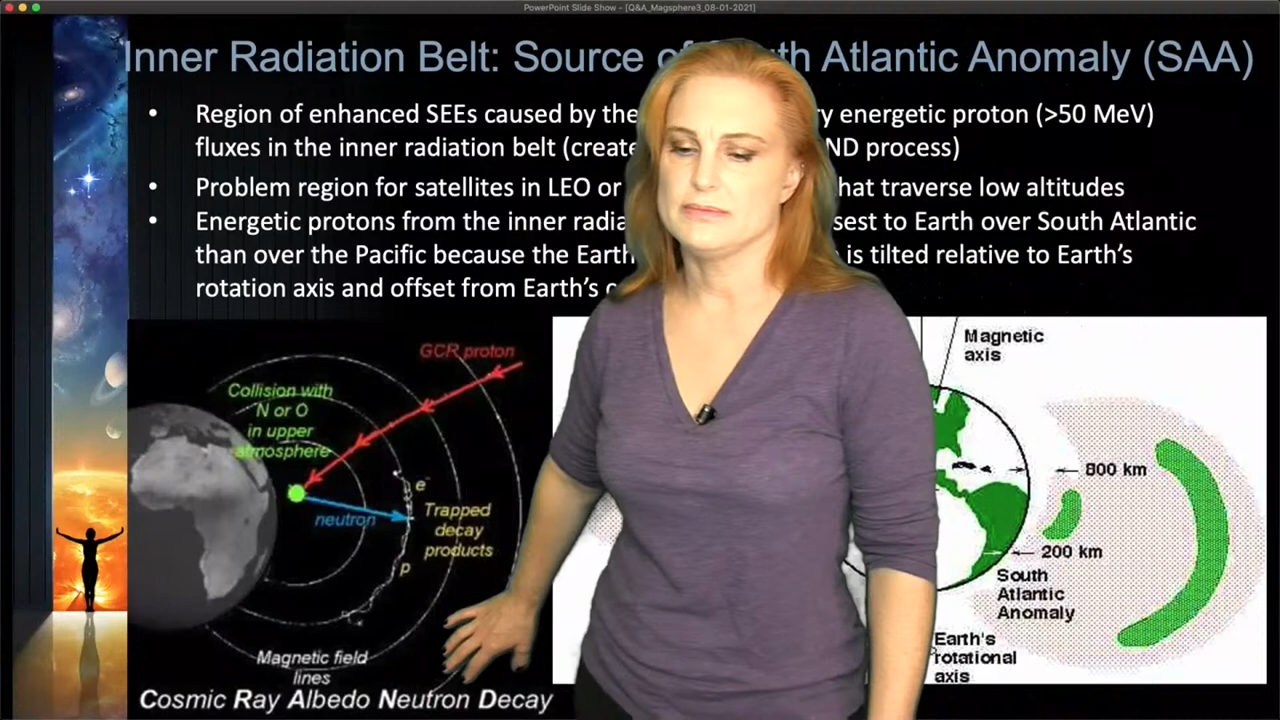 PowerPoint Slide Show - [Q&A_Magsphere3_08-01-2021]
Inner Radiation Belt: Source of South Atlantic Anomaly (SAA)
• Region of enhanced SEEs caused by the ry energetic proton (>50 MeV)
fluxes in the inner radiation belt (create ND process)
• Problem region for satellites in LEO or hat traverse low altitudes
• Energetic protons from the inner radia sest to Earth over South Atlantic
than over the Pacific because the Earth is tilted relative to Earth's
rotation axis and offset from Earth's
GCR proton
Collision with
N or O
in upper
atmosphere
neutron
e-
Trapped
decay
products
p
Magnetic field
lines
Cosmic Ray Albedo Neutron Decay
Magnetic
axis
800 km
200 km
South
Atlantic
Anomaly
Earth's
rotational
axis